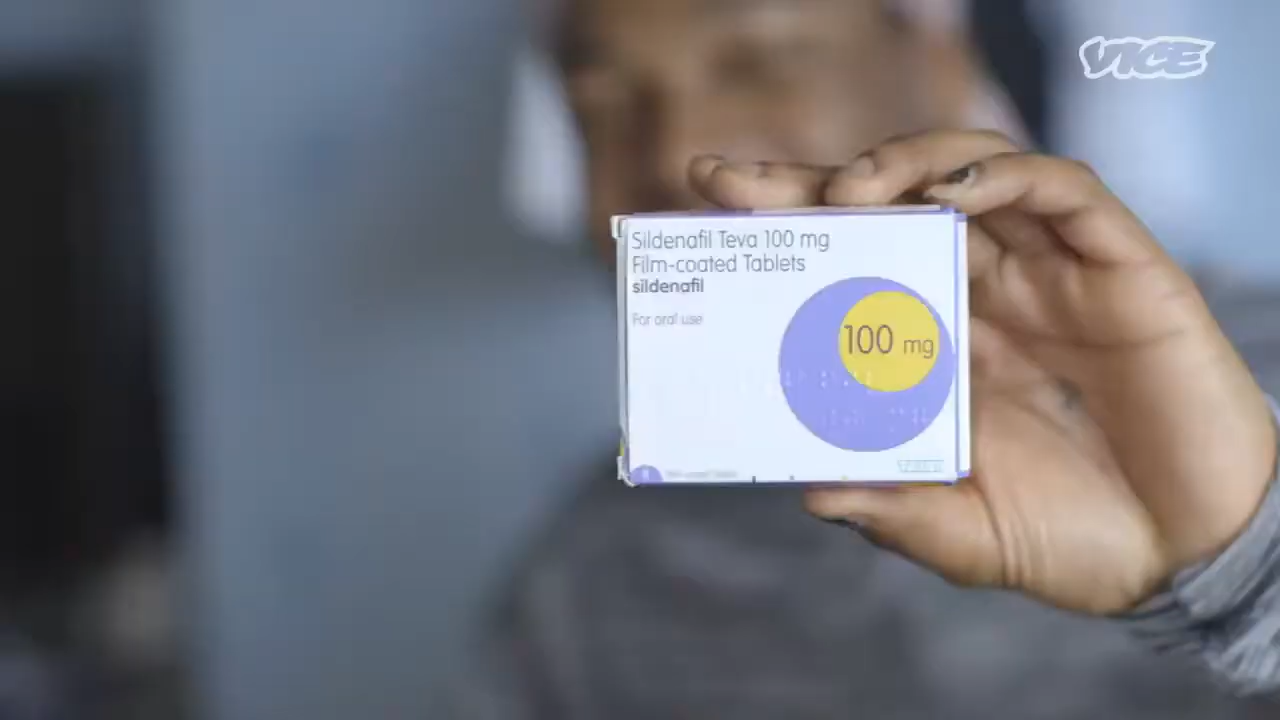 VICE
Sildenafil Teva 100 mg
Film-coated Tablets
sildenafil
For oral use
100 mg